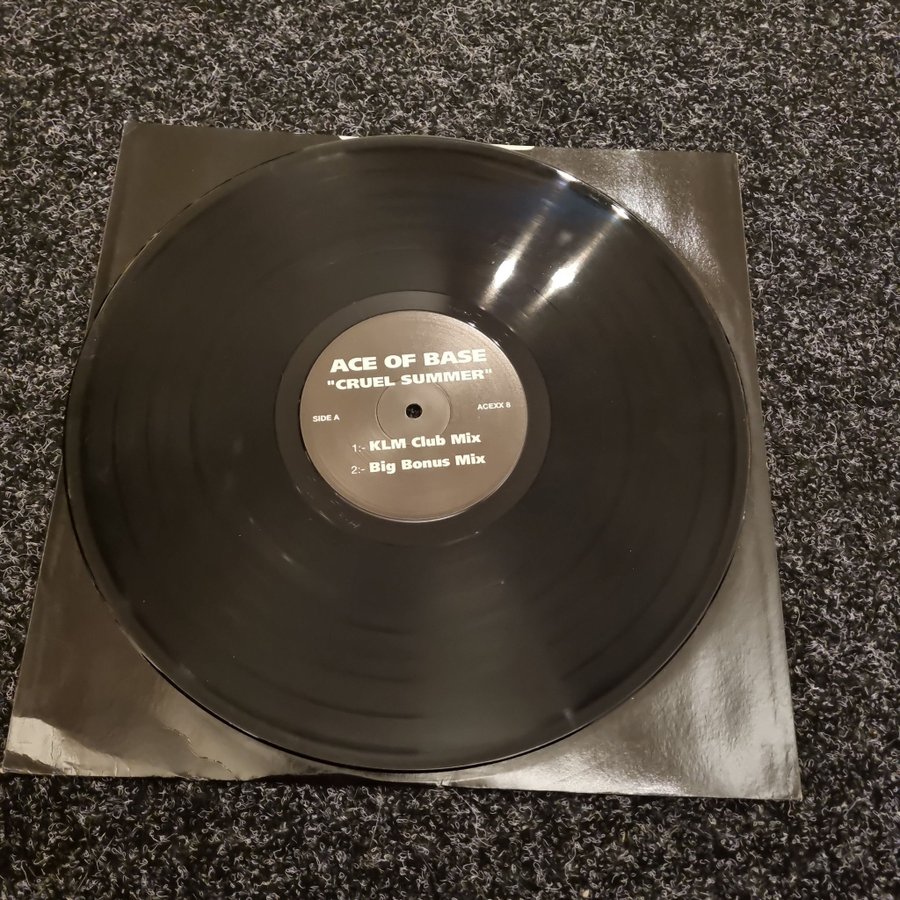 ACE OF BASE
"CRUEL SUMMER"
SIDE A
ACEXX 8
1:- KLM Club Mix
2:- Big Bonus Mix